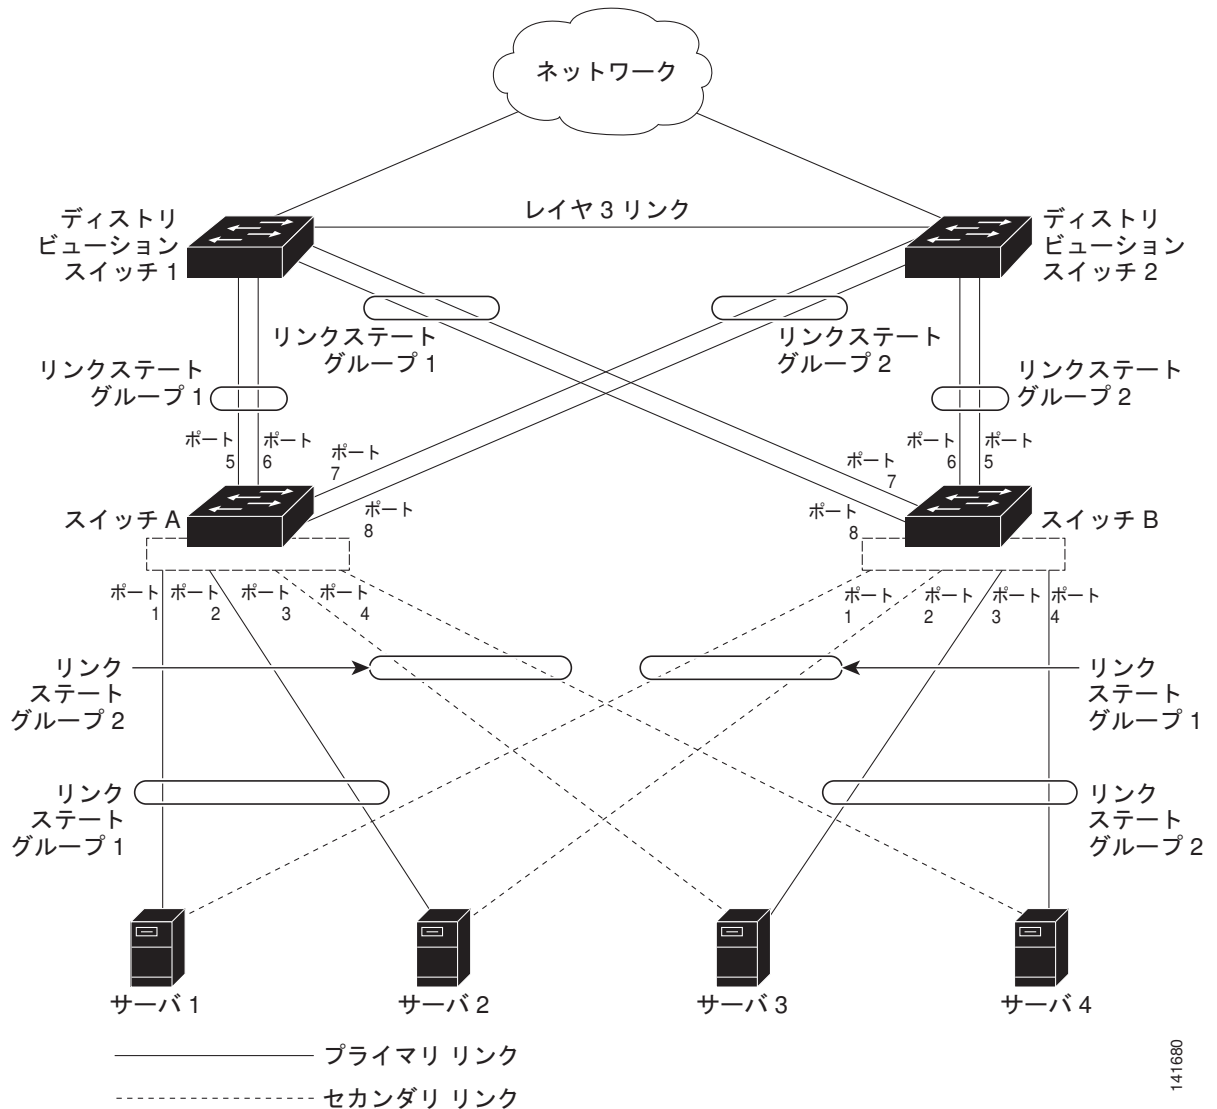 ネットワーク
レイヤ 3 リンク
ディストリ
ビューション
スイッチ 1
ディストリ
ビューション
スイッチ 2
リンクステート
グループ 1
リンクステート
グループ 2
リンクステート
グループ 1
リンクステート
グループ 2
ポート
5
ポート
6
ポート
7
ポート
8
ポート
7
ポート
6
ポート
5
ポート
8
スイッチ A
スイッチ B
ポート
1
ポート
2
ポート
3
ポート
4
ポート
1
ポート
2
ポート
3
ポート
4
リンク
ステート
グループ 2
リンク
ステート
グループ 1
リンク
ステート
グループ 1
リンク
ステート
グループ 2
サーバ 1
サーバ 2
サーバ 3
サーバ 4
プライマリ リンク
セカンダリ リンク
141680